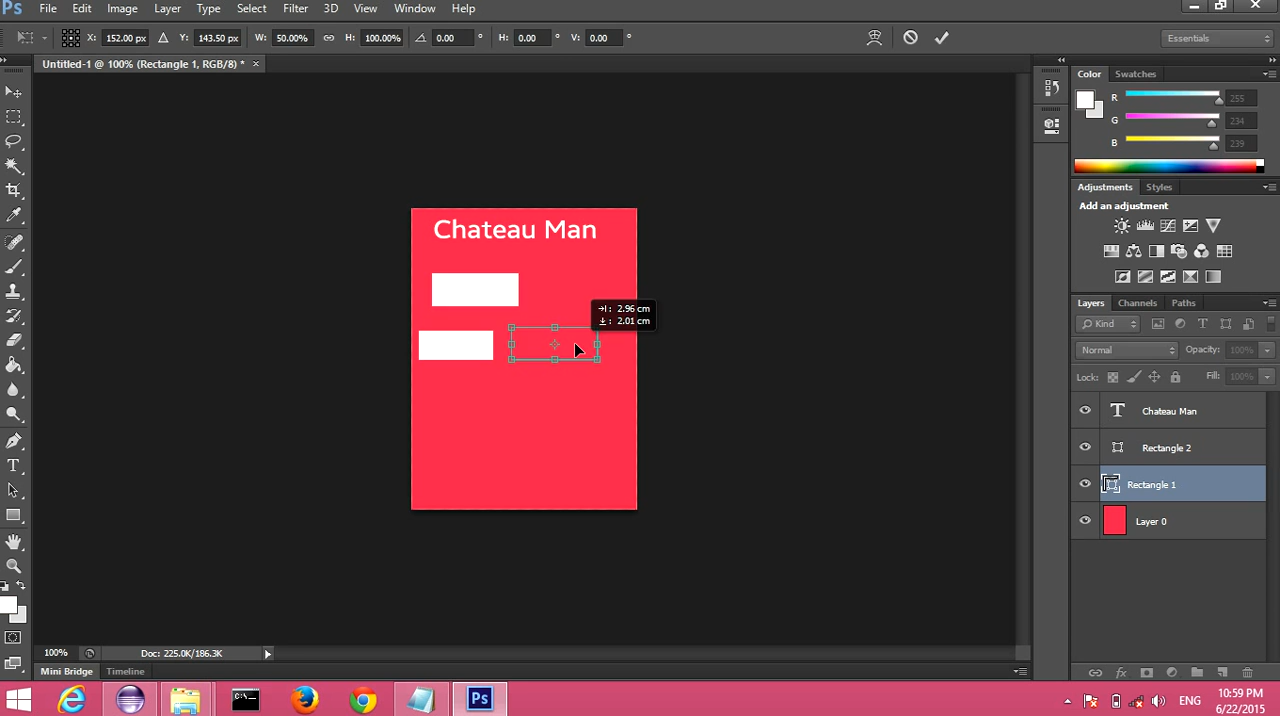 Ps File Edit Image Layer Type Select Filter 3D View Window Help
X: 152.00 px Y: 143.50 px W: 50.00% H: 100.00% 0.00 ° H: 0.00 ° V: 0.00 ° Essentials
Untitled-1 @ 100% (Rectangle 1, RGB/8) * ×
Color Swatches
R 255
G 234
B 239
Adjustments Styles
Add an adjustment
Chateau Man
: 2.96 cm
: 2.01 cm
Layers Channels Paths
Kind
Normal Opacity: 100%
Lock: Fill: 100%
T Chateau Man
Rectangle 2
Rectangle 1
Layer 0
100% Doc: 225.0K/186.3K
Mini Bridge Timeline
C:\. Ps ENG 10:59 PM
6/22/2015